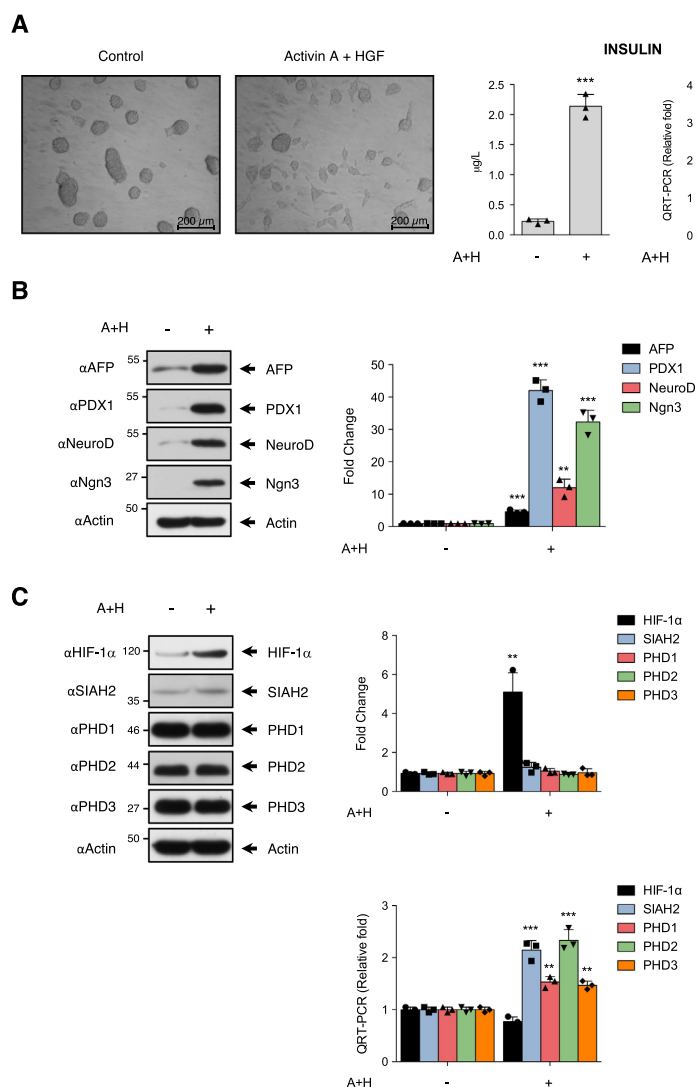 A
Control
Activin A + HGF
200 µm
200 µm
INSULIN
2.5
2.0
1.5
1.0
0.5
0.0
µg/L
***
A+H
-
+
QRT-PCR (Relative fold)
4
3
2
1
0
A+H
B
A+H
-
+
αAFP
55
AFP
αPDX1
55
PDX1
αNeuroD
55
NeuroD
αNgn3
27
Ngn3
αActin
50
Actin
AFP
PDX1
NeuroD
Ngn3
Fold Change
50
40
30
20
10
0
***
***
**
***
A+H
-
+
C
A+H
-
+
αHIF-1α
120
HIF-1α
αSIAH2
35
SIAH2
αPHD1
46
PHD1
αPHD2
44
PHD2
αPHD3
27
PHD3
αActin
50
Actin
HIF-1α
SIAH2
PHD1
PHD2
PHD3
Fold Change
8
6
4
2
0
**
A+H
-
+
HIF-1α
SIAH2
PHD1
PHD2
PHD3
QRT-PCR (Relative fold)
3
2
1
0
***
**
***
**
A+H
-
+